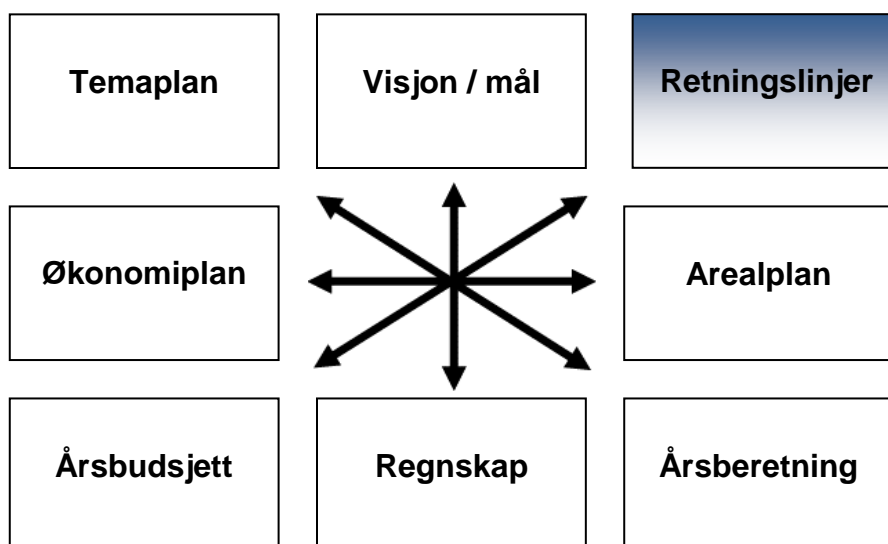 Temaplan
Visjon / mål
Retningslinjer
Økonomiplan
Arealplan
Årsbudsjett
Regnskap
Årsberetning